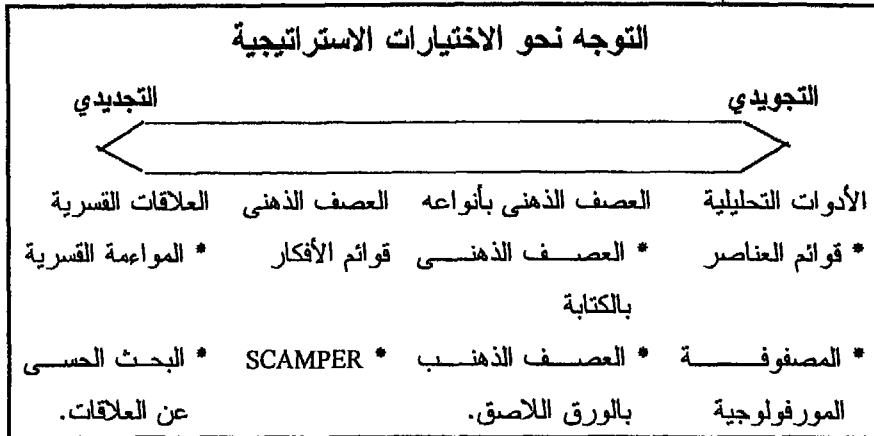 التوجه نحو الاختيارات الاستراتيجية
التجويدي التجديدي
الأدوات التحليلية العصف الذهنى بأنواعه العصف الذهنى العلاقات القسرية
* قوائم العناصر * العصف الذهنى قوائم الأفكار * المواءمة القسرية
بالكتابة
* المصفوفة * العصف الذهنب * SCAMPER * البحث الحسى
المورفولوجية بالورق اللاصق. عن العلاقات.